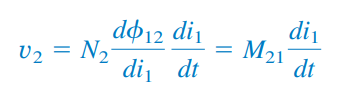 v₂ = N₂ dϕ₁₂/di₁ di₁/dt = M₂₁ di₁/dt